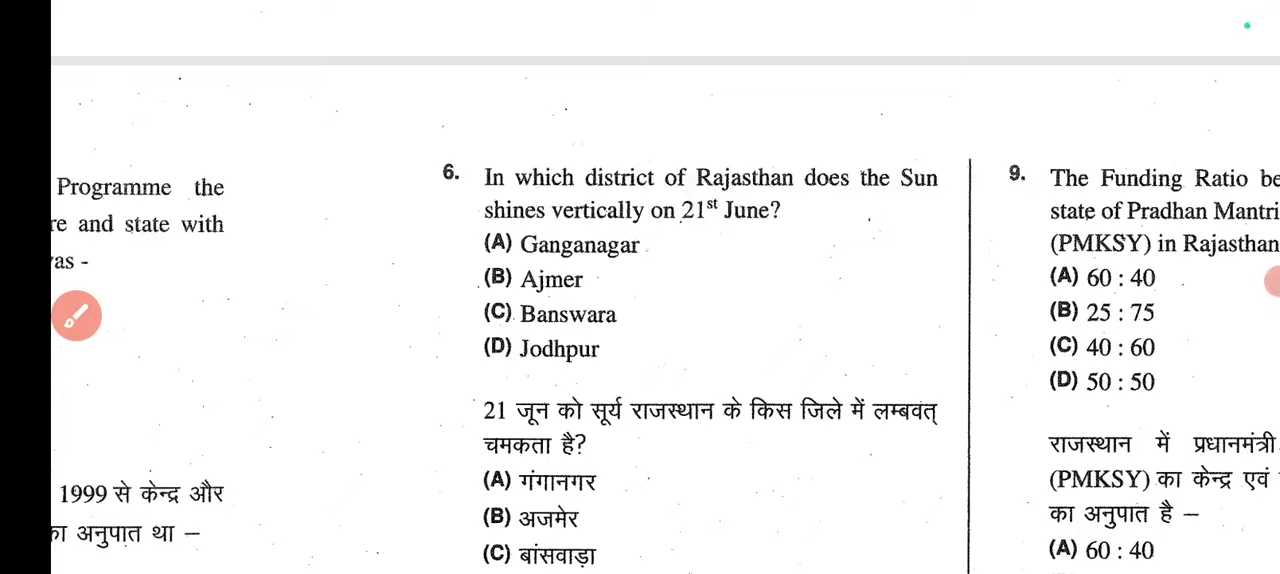 Programme the
re and state with
as -
1999 से केन्द्र और
का अनुपात था –
6. In which district of Rajasthan does the Sun
shines vertically on 21st June?
(A) Ganganagar
(B) Ajmer
(C) Banswara
(D) Jodhpur
21 जून को सूर्य राजस्थान के किस जिले में लम्बवत्
चमकता है?
(A) गंगानगर
(B) अजमेर
(C) बांसवाड़ा
9. The Funding Ratio be
state of Pradhan Mantri
(PMKSY) in Rajasthan
(A) 60 : 40
(B) 25 : 75
(C) 40 : 60
(D) 50 : 50
राजस्थान में प्रधानमंत्री
(PMKSY) का केन्द्र एवं
का अनुपात है –
(A) 60 : 40